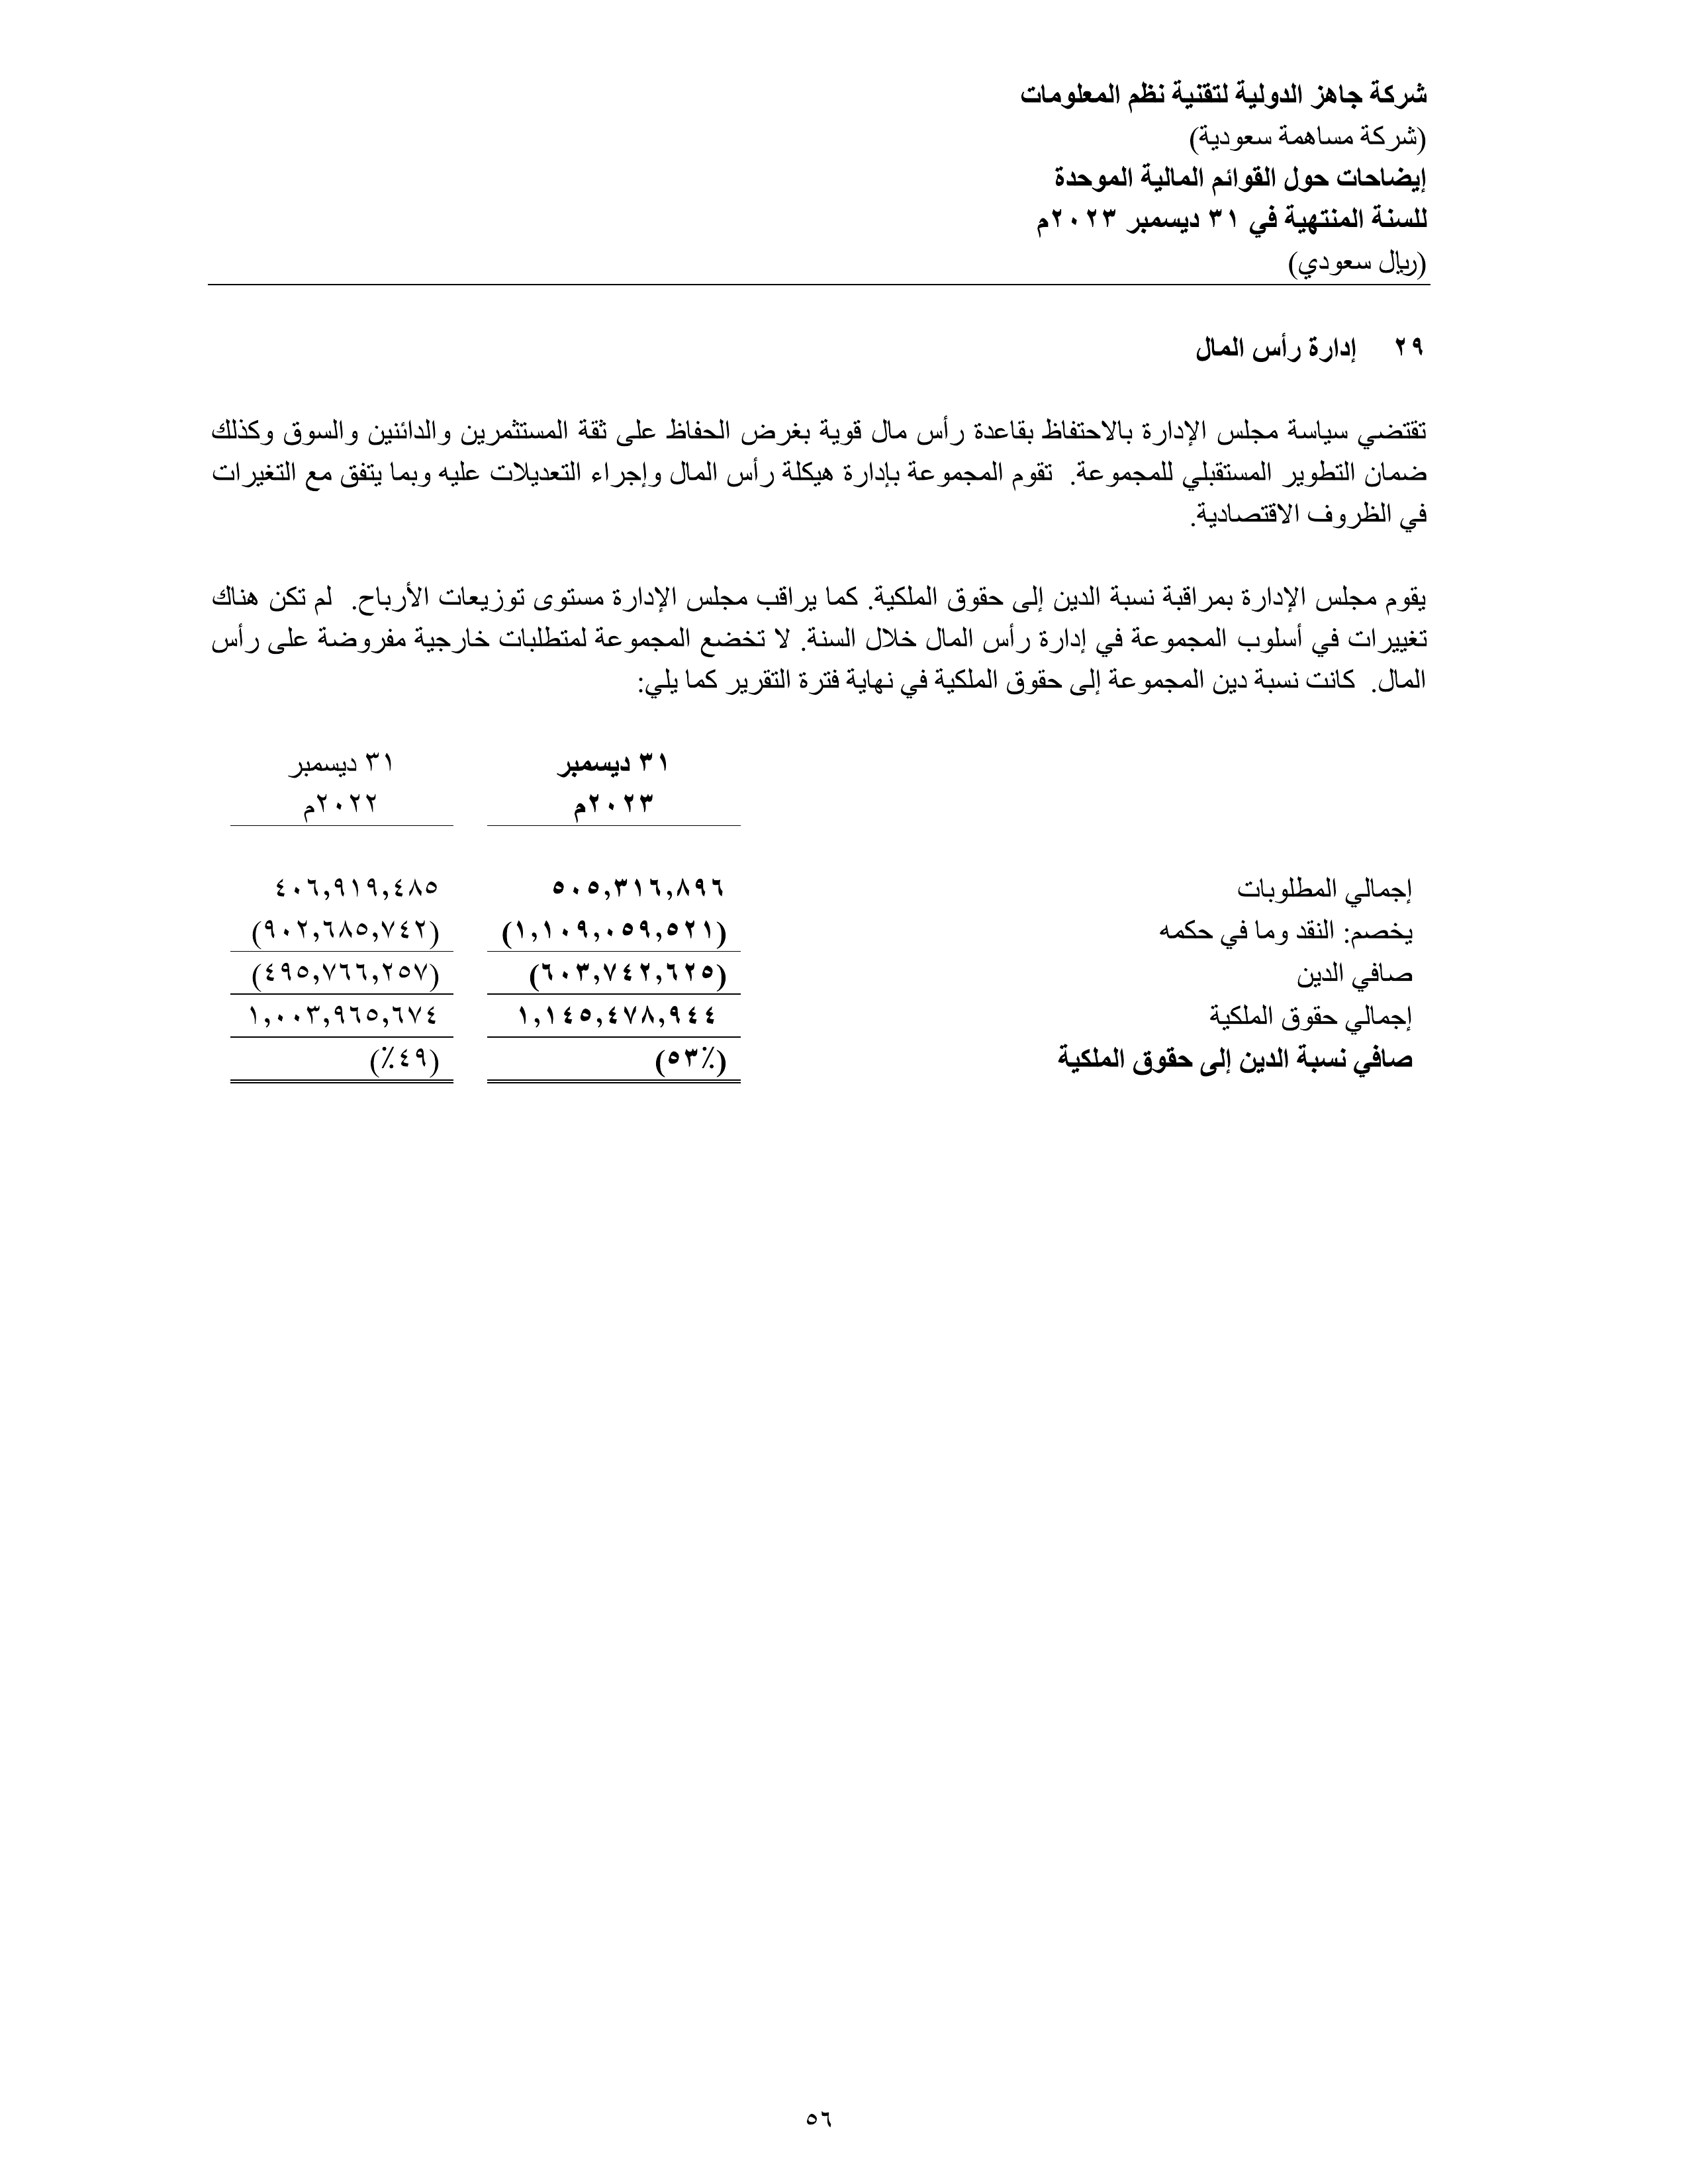 شركة جاهز الدولية لتقنية نظم المعلومات
(شركة مساهمة سعودية)
إيضاحات حول القوائم المالية الموحدة
للسنة المنتهية في ٣١ ديسمبر ٢٠٢٣م
(ريال سعودي)
٢٩ إدارة رأس المال
تقتضي سياسة مجلس الإدارة بالاحتفاظ بقاعدة رأس مال قوية بغرض الحفاظ على ثقة المستثمرين والدائنين والسوق وكذلك
ضمان التطوير المستقبلي للمجموعة. تقوم المجموعة بإدارة هيكلة رأس المال وإجراء التعديلات عليه وبما يتفق مع التغيرات
في الظروف الاقتصادية.
يقوم مجلس الإدارة بمراقبة نسبة الدين إلى حقوق الملكية. كما يراقب مجلس الإدارة مستوى توزيعات الأرباح. لم تكن هناك
تغييرات في أسلوب المجموعة في إدارة رأس المال خلال السنة. لا تخضع المجموعة لمتطلبات خارجية مفروضة على رأس
المال. كانت نسبة دين المجموعة إلى حقوق الملكية في نهاية فترة التقرير كما يلي:
٣١ ديسمبر ٣١ ديسمبر
٢٠٢٣م ٢٠٢٢م
إجمالي المطلوبات ٥٠٥,٣١٦,٨٩٦ ٤٠٦,٩١٩,٤٨٥
يخصم: النقد وما في حكمه (١,١٠٩,٠٥٩,٥٢١) (٩٠٢,٦٨٥,٧٤٢)
صافي الدين (٦٠٣,٧٤٢,٦٢٥) (٤٩٥,٧٦٦,٢٥٧)
إجمالي حقوق الملكية ١,١٤٥,٤٧٨,٩٤٤ ١,٠٠٣,٩٦٥,٦٧٤
صافي نسبة الدين إلى حقوق الملكية (٪٥٣) (٤٩٪)
٥٦